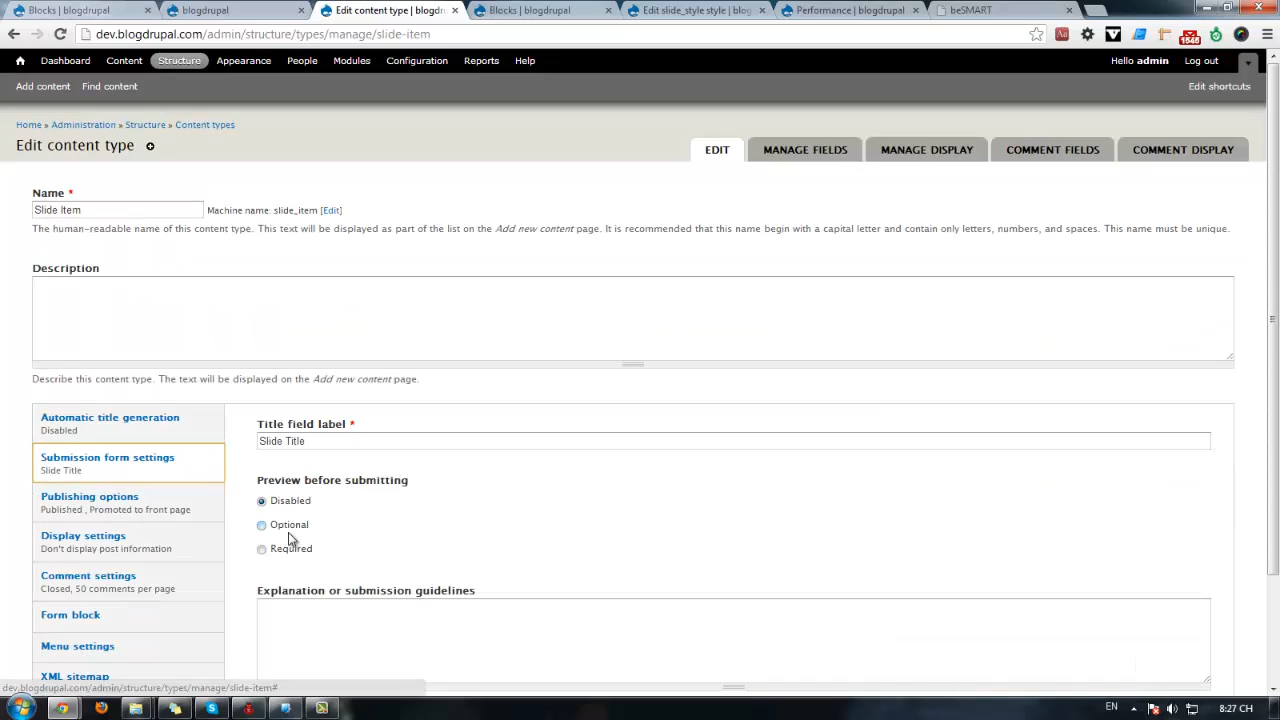 Blocks | blogdrupal.
blogdrupal
Edit content type | blogdr
Blocks | blogdrupal
Edit slide_style style | blog
Performance | blogdrupal
beSMART
dev.blogdrupal.com/admin/structure/types/manage/slide-item
1545
Dashboard Content Structure Appearance People Modules Configuration Reports Help
Hello admin Log out
Add content Find content
Edit shortcuts
Home » Administration » Structure » Content types
Edit content type
EDIT MANAGE FIELDS MANAGE DISPLAY COMMENT FIELDS COMMENT DISPLAY
Name *
Slide Item
Machine name: slide_item [Edit]
The human-readable name of this content type. This text will be displayed as part of the list on the Add new content page. It is recommended that this name begin with a capital letter and contain only letters, numbers, and spaces. This name must be unique.
Description
Describe this content type. The text will be displayed on the Add new content page.
Automatic title generation
Disabled
Submission form settings
Slide Title
Publishing options
Published , Promoted to front page
Display settings
Don't display post information
Comment settings
Closed, 50 comments per page
Form block
Menu settings
XML sitemap
Title field label *
Slide Title
Preview before submitting
Disabled
Optional
Required
Explanation or submission guidelines
dev.blogdrupal.com/admin/structure/types/manage/slide-item#
EN
8:27 CH